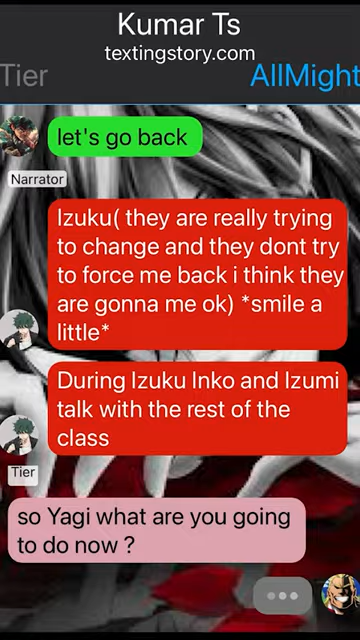 Kumar Ts
textingstory.com
Tier
AllMight
let's go back
Narrator
Izuku( they are really trying
to change and they dont try
to force me back i think they
are gonna me ok) *smile a
little*
During Izuku Inko and Izumi
talk with the rest of the
class
Tier
so Yagi what are you going
to do now ?